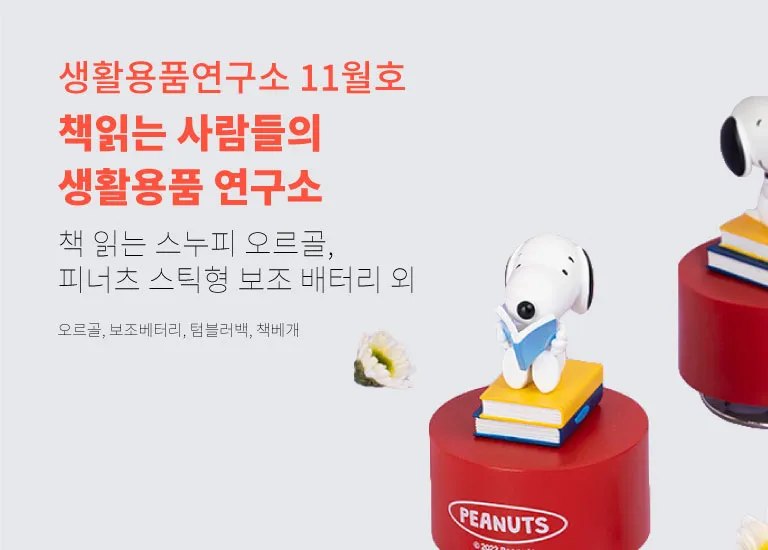 생활용품연구소 11월호
책읽는 사람들의
생활용품 연구소
책 읽는 스누피 오르골,
피너츠 스틱형 보조 배터리 외
오르골, 보조베터리, 텀블러백, 책베개
PEANUTS
© 2022